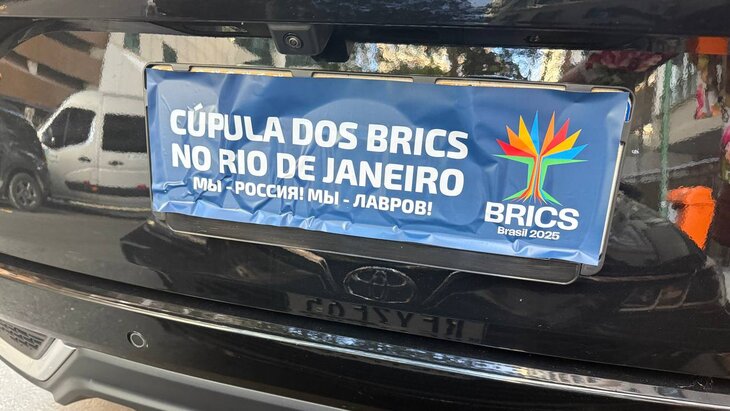 CÚPULA DOS BRICS
NO RIO DE JANEIRO
МЫ - РОССИЯ! МЫ - ЛАВРОВ!
BRICS
Brasil 2025